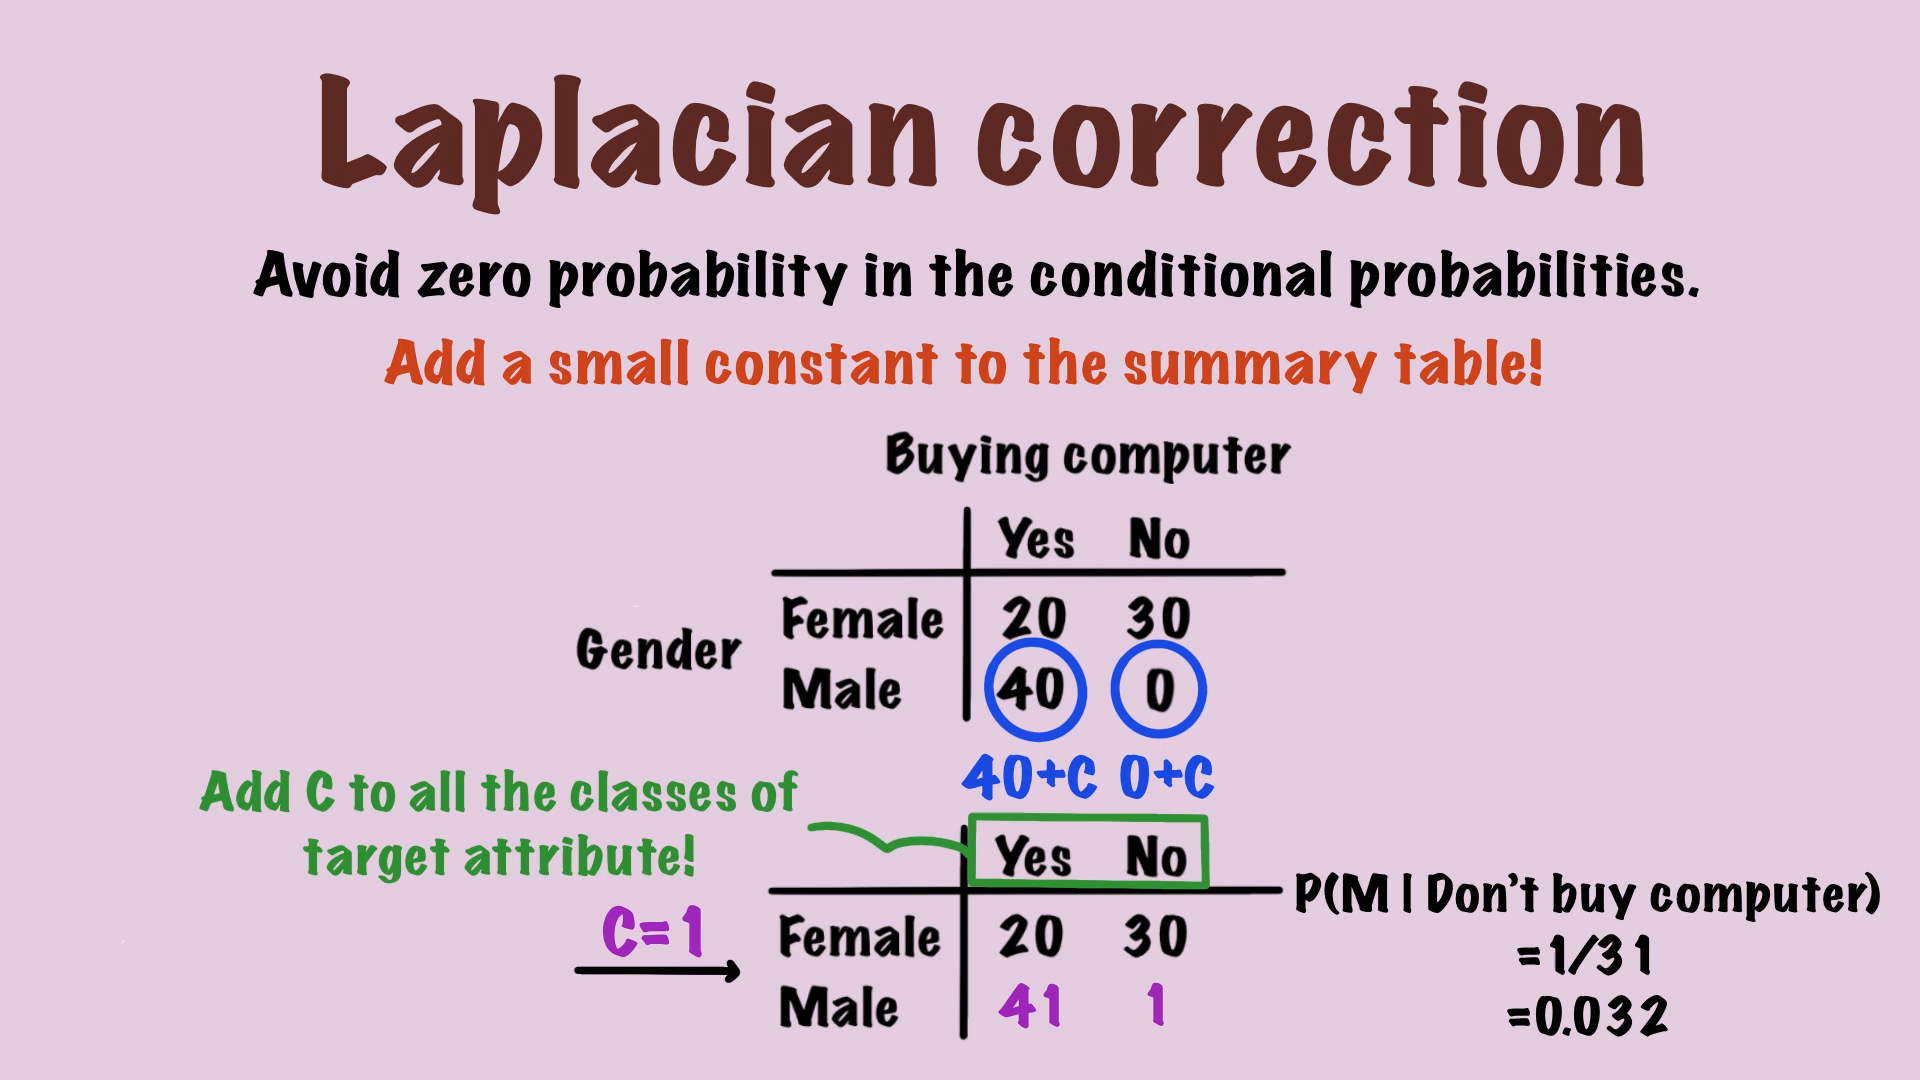 Laplacian correction
Avoid zero probability in the conditional probabilities.
Add a small constant to the summary table!
Buying computer
Yes No
Female 20 30
Gender
Male 40 0
40+C 0+C
Add C to all the classes of
target attribute!
Yes No
P(M | Don't buy computer)
C=1
Female 20 30
=1/31
Male 41 1
=0.032